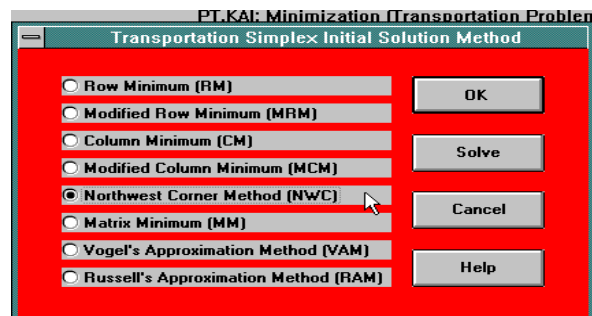 PT.KAI: Minimization (Transportation Problem
Transportation Simplex Initial Solution Method
Row Minimum (RM)
Modified Row Minimum (MRM)
Column Minimum (CM)
Modified Column Minimum (MCM)
Northwest Corner Method (NWC)
Matrix Minimum (MM)
Vogel's Approximation Method (VAM)
Russell's Approximation Method (RAM)
OK
Solve
Cancel
Help